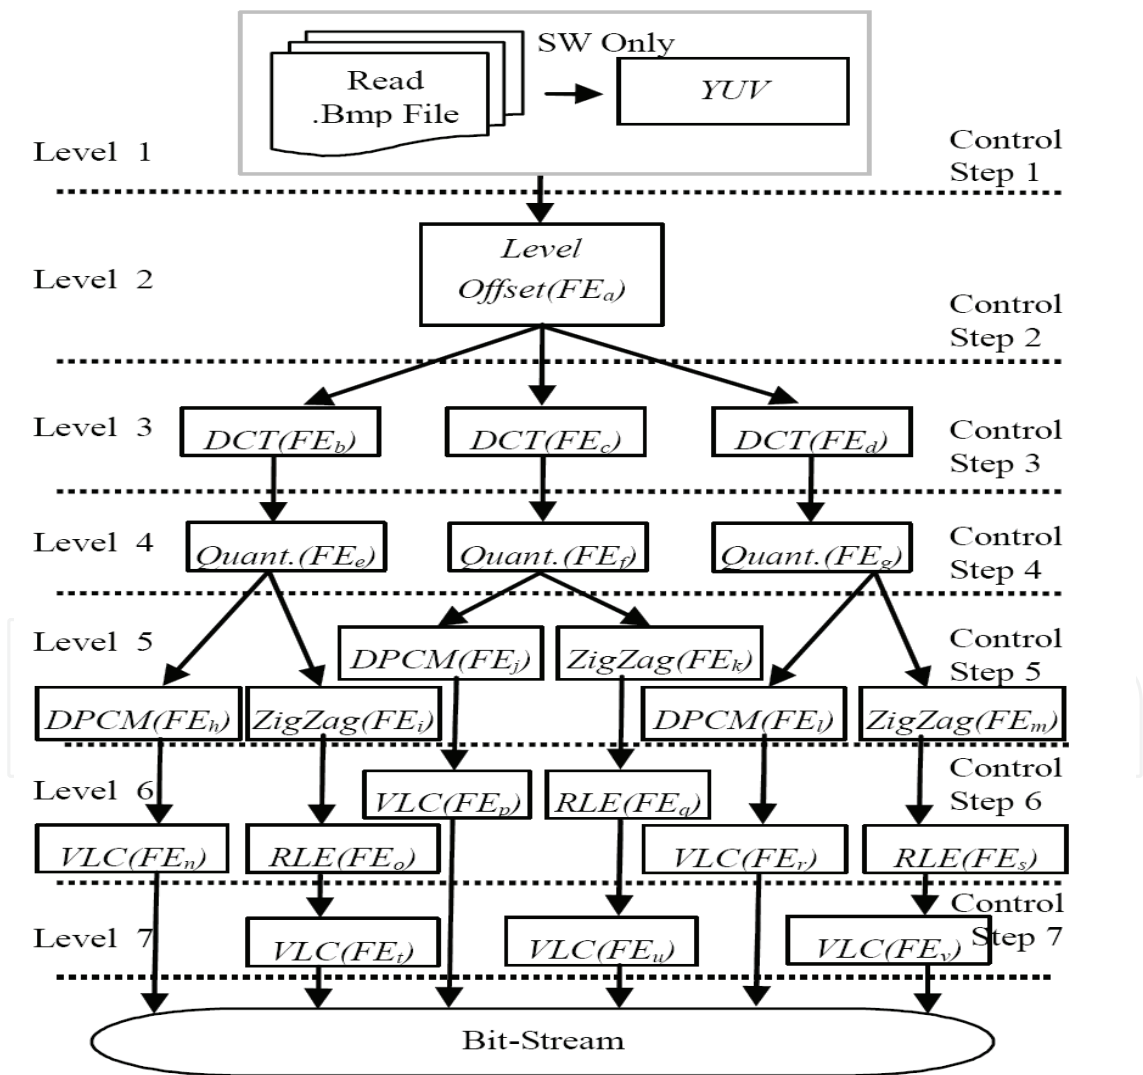 SW Only
Read
.Bmp File
YUV
Level 1
Control
Step 1
Level
Offset(FEa)
Level 2
Control
Step 2
Level 3
DCT(FEb)
DCT(FEc)
DCT(FEd)
Control
Step 3
Level 4
Quant.(FEe)
Quant.(FEf)
Quant.(FEg)
Control
Step 4
Level 5
DPCM(FEj)
ZigZag(FEk)
Control
Step 5
DPCM(FEh)
ZigZag(FEi)
DPCM(FEl)
ZigZag(FEm)
Level 6
VLC(FEp)
RLE(FEq)
Control
Step 6
VLC(FEn)
RLE(FEo)
VLC(FEr)
RLE(FEs)
Level 7
VLC(FEt)
VLC(FEu)
VLC(FEv)
Control
Step 7
Bit-Stream